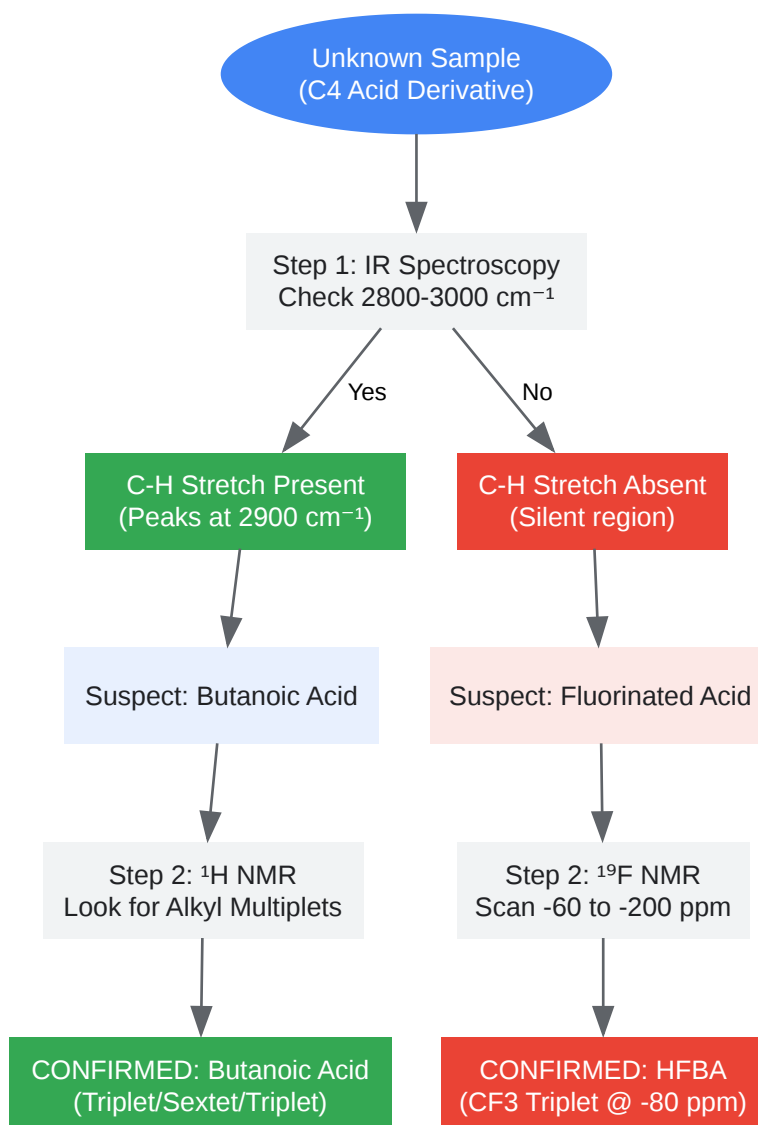 Unknown Sample
(C4 Acid Derivative)
Step 1: IR Spectroscopy
Check 2800-3000 cm⁻¹
Yes
No
C-H Stretch Present
(Peaks at 2900 cm⁻¹)
C-H Stretch Absent
(Silent region)
Suspect: Butanoic Acid
Suspect: Fluorinated Acid
Step 2: ¹H NMR
Look for Alkyl Multiplets
Step 2: ¹⁹F NMR
Scan -60 to -200 ppm
CONFIRMED: Butanoic Acid
(Triplet/Sextet/Triplet)
CONFIRMED: HFBA
(CF3 Triplet @ -80 ppm)